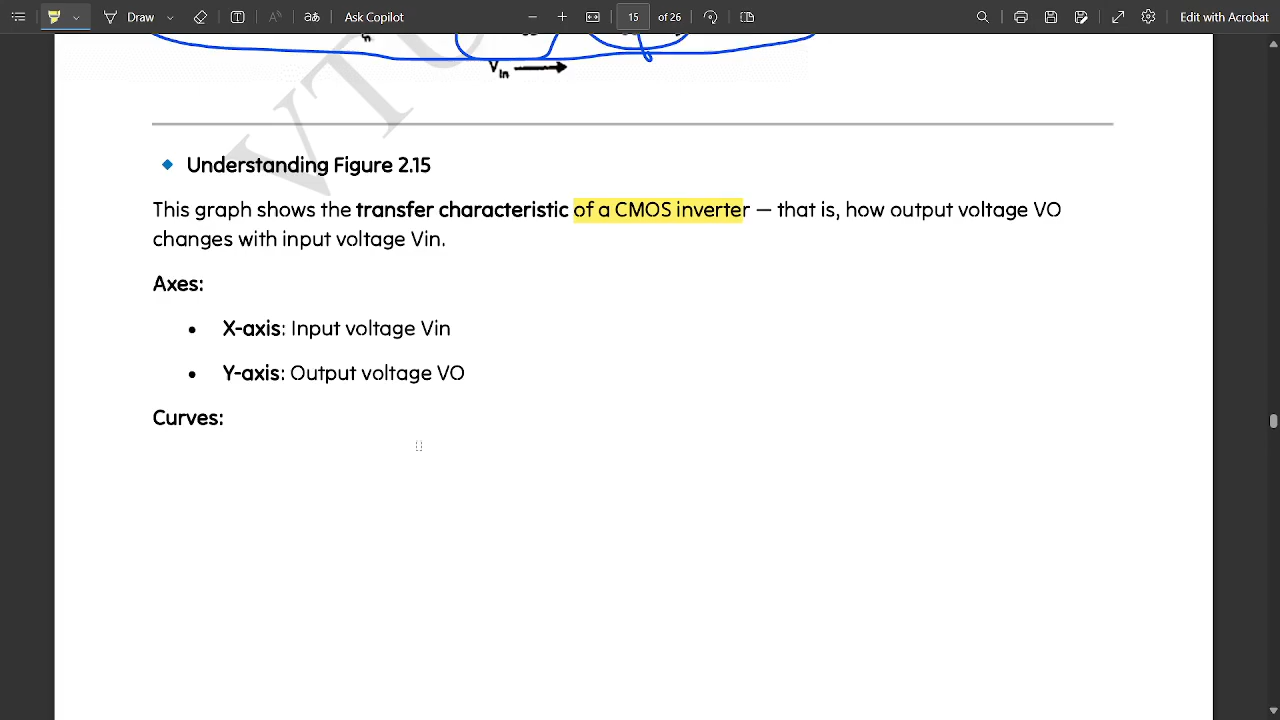 Draw
Ask Copilot
15
of 26
Edit with Acrobat
Vin
Understanding Figure 2.15
This graph shows the transfer characteristic of a CMOS inverter — that is, how output voltage VO
changes with input voltage Vin.
Axes:
• X-axis: Input voltage Vin
• Y-axis: Output voltage VO
Curves: